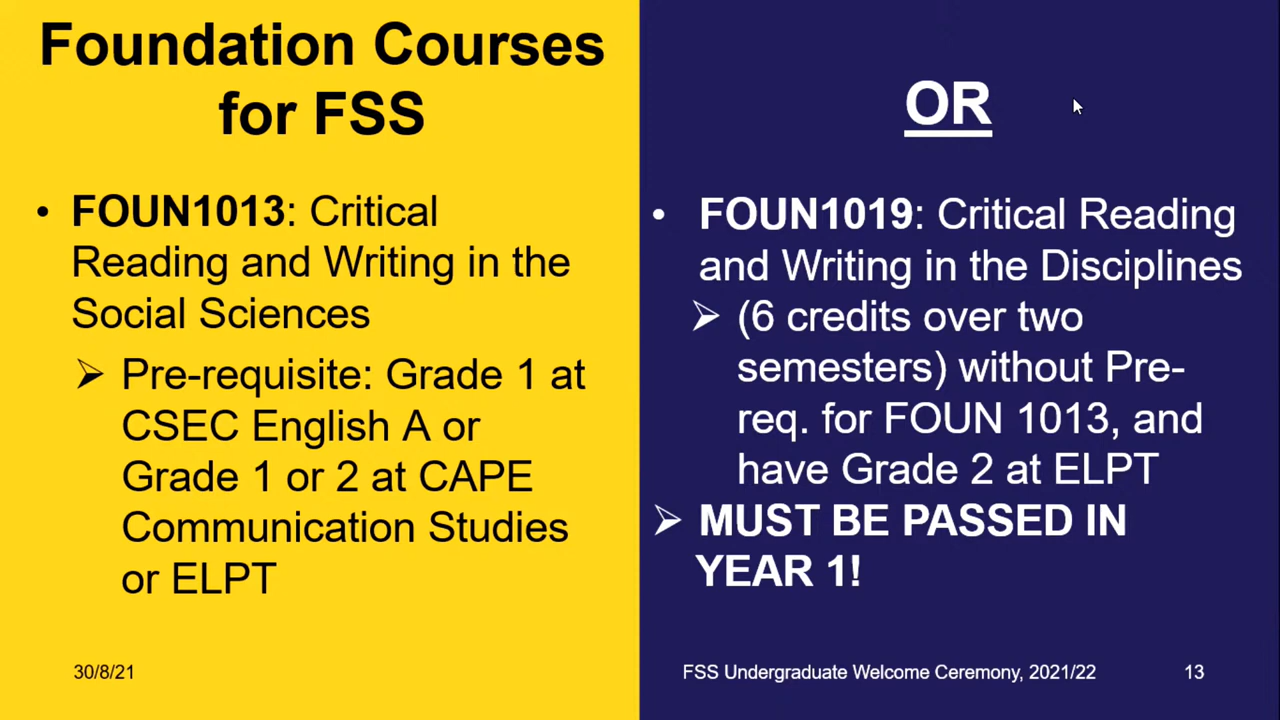 Foundation Courses
for FSS
• FOUN1013: Critical
Reading and Writing in the
Social Sciences
➢ Pre-requisite: Grade 1 at
CSEC English A or
Grade 1 or 2 at CAPE
Communication Studies
or ELPT
30/8/21
OR
• FOUN1019: Critical Reading
and Writing in the Disciplines
➢ (6 credits over two
semesters) without Pre-
req. for FOUN 1013, and
have Grade 2 at ELPT
➢ MUST BE PASSED IN
YEAR 1!
FSS Undergraduate Welcome Ceremony, 2021/22
13